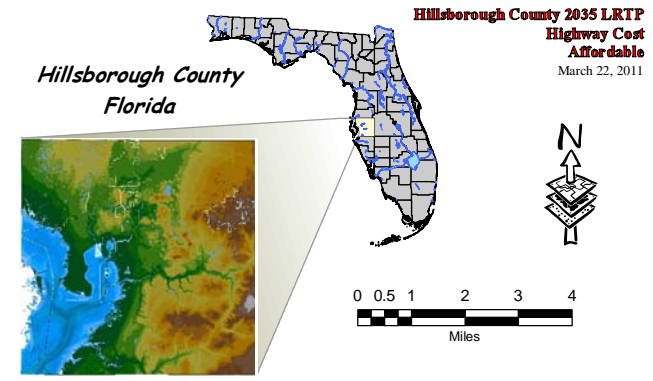 Hillsborough County 2035 LRTP
Highway Cost
Affordable
March 22, 2011
Hillsborough County
Florida
N
0 0.5 1 2 3 4
Miles